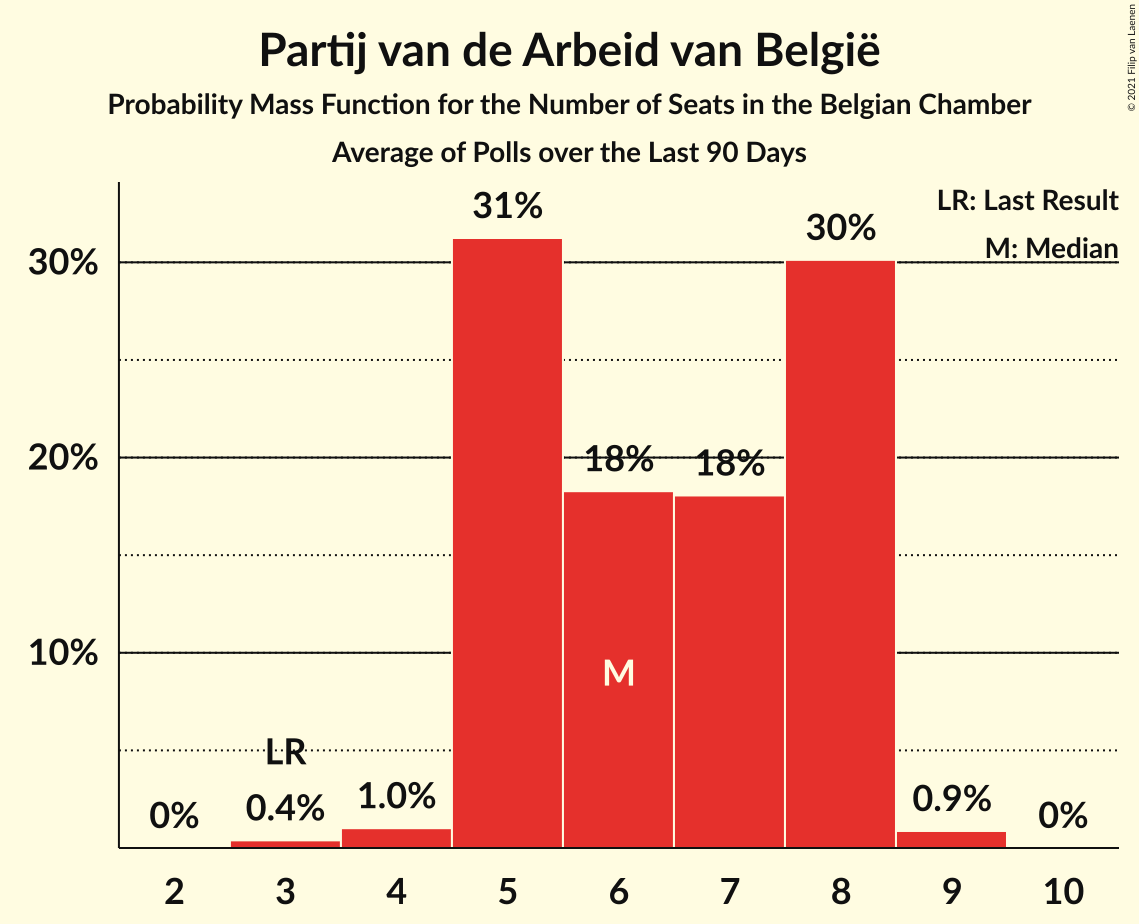 Partij van de Arbeid van België
Probability Mass Function for the Number of Seats in the Belgian Chamber
Average of Polls over the Last 90 Days
© 2021 Filip van Laenen
LR: Last Result
M: Median
30%
20%
10%
0%
LR
0.4%
1.0%
31%
18%
M
18%
30%
0.9%
0%
2 3 4 5 6 7 8 9 10